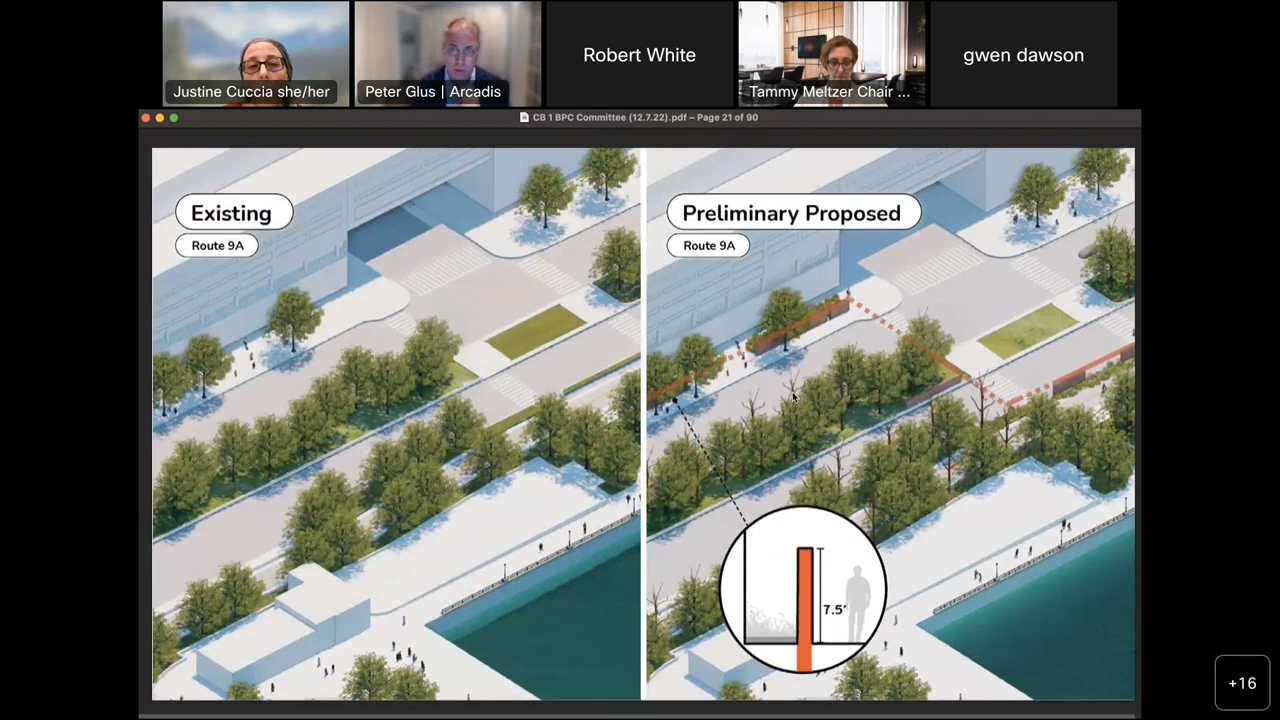 Justine Cuccia she/her
Peter Glus | Arcadis
Robert White
Tammy Meltzer Chair ...
gwen dawson
CB 1 BPC Committee (12.7.22).pdf – Page 21 of 90
Existing
Route 9A
Preliminary Proposed
Route 9A
7.5'
+16